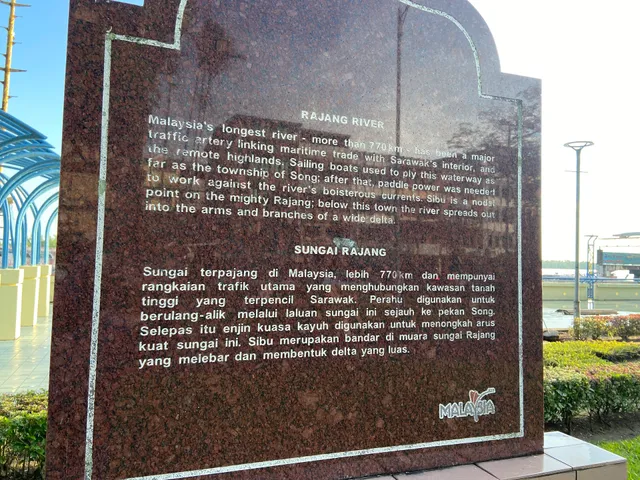 RAJANG RIVER
Malaysia's longest river - more than 770km - has been a major
traffic artery linking maritime trade with Sarawak's interior, and
the remote highlands. Sailing boats used to ply this waterway as
far as the township of Song; after that, paddle power was needed
to work against the river's boisterous currents. Sibu is a nodal
point on the mighty Rajang; below this town the river spreads out
into the arms and branches of a wide delta.
SUNGAI RAJANG
Sungai terpajang di Malaysia, lebih 770km dan mempunyai
rangkaian trafik utama yang menghubungkan kawasan tanah
tinggi yang terpencil Sarawak. Perahu digunakan untuk
berulang-alik melalui laluan sungai ini sejauh ke pekan Song.
Selepas itu enjin kuasa kayuh digunakan untuk menongkah arus
kuat sungai ini. Sibu merupakan bandar di muara sungai Rajang
yang melebar dan membentuk delta yang luas.
MALAYSIA